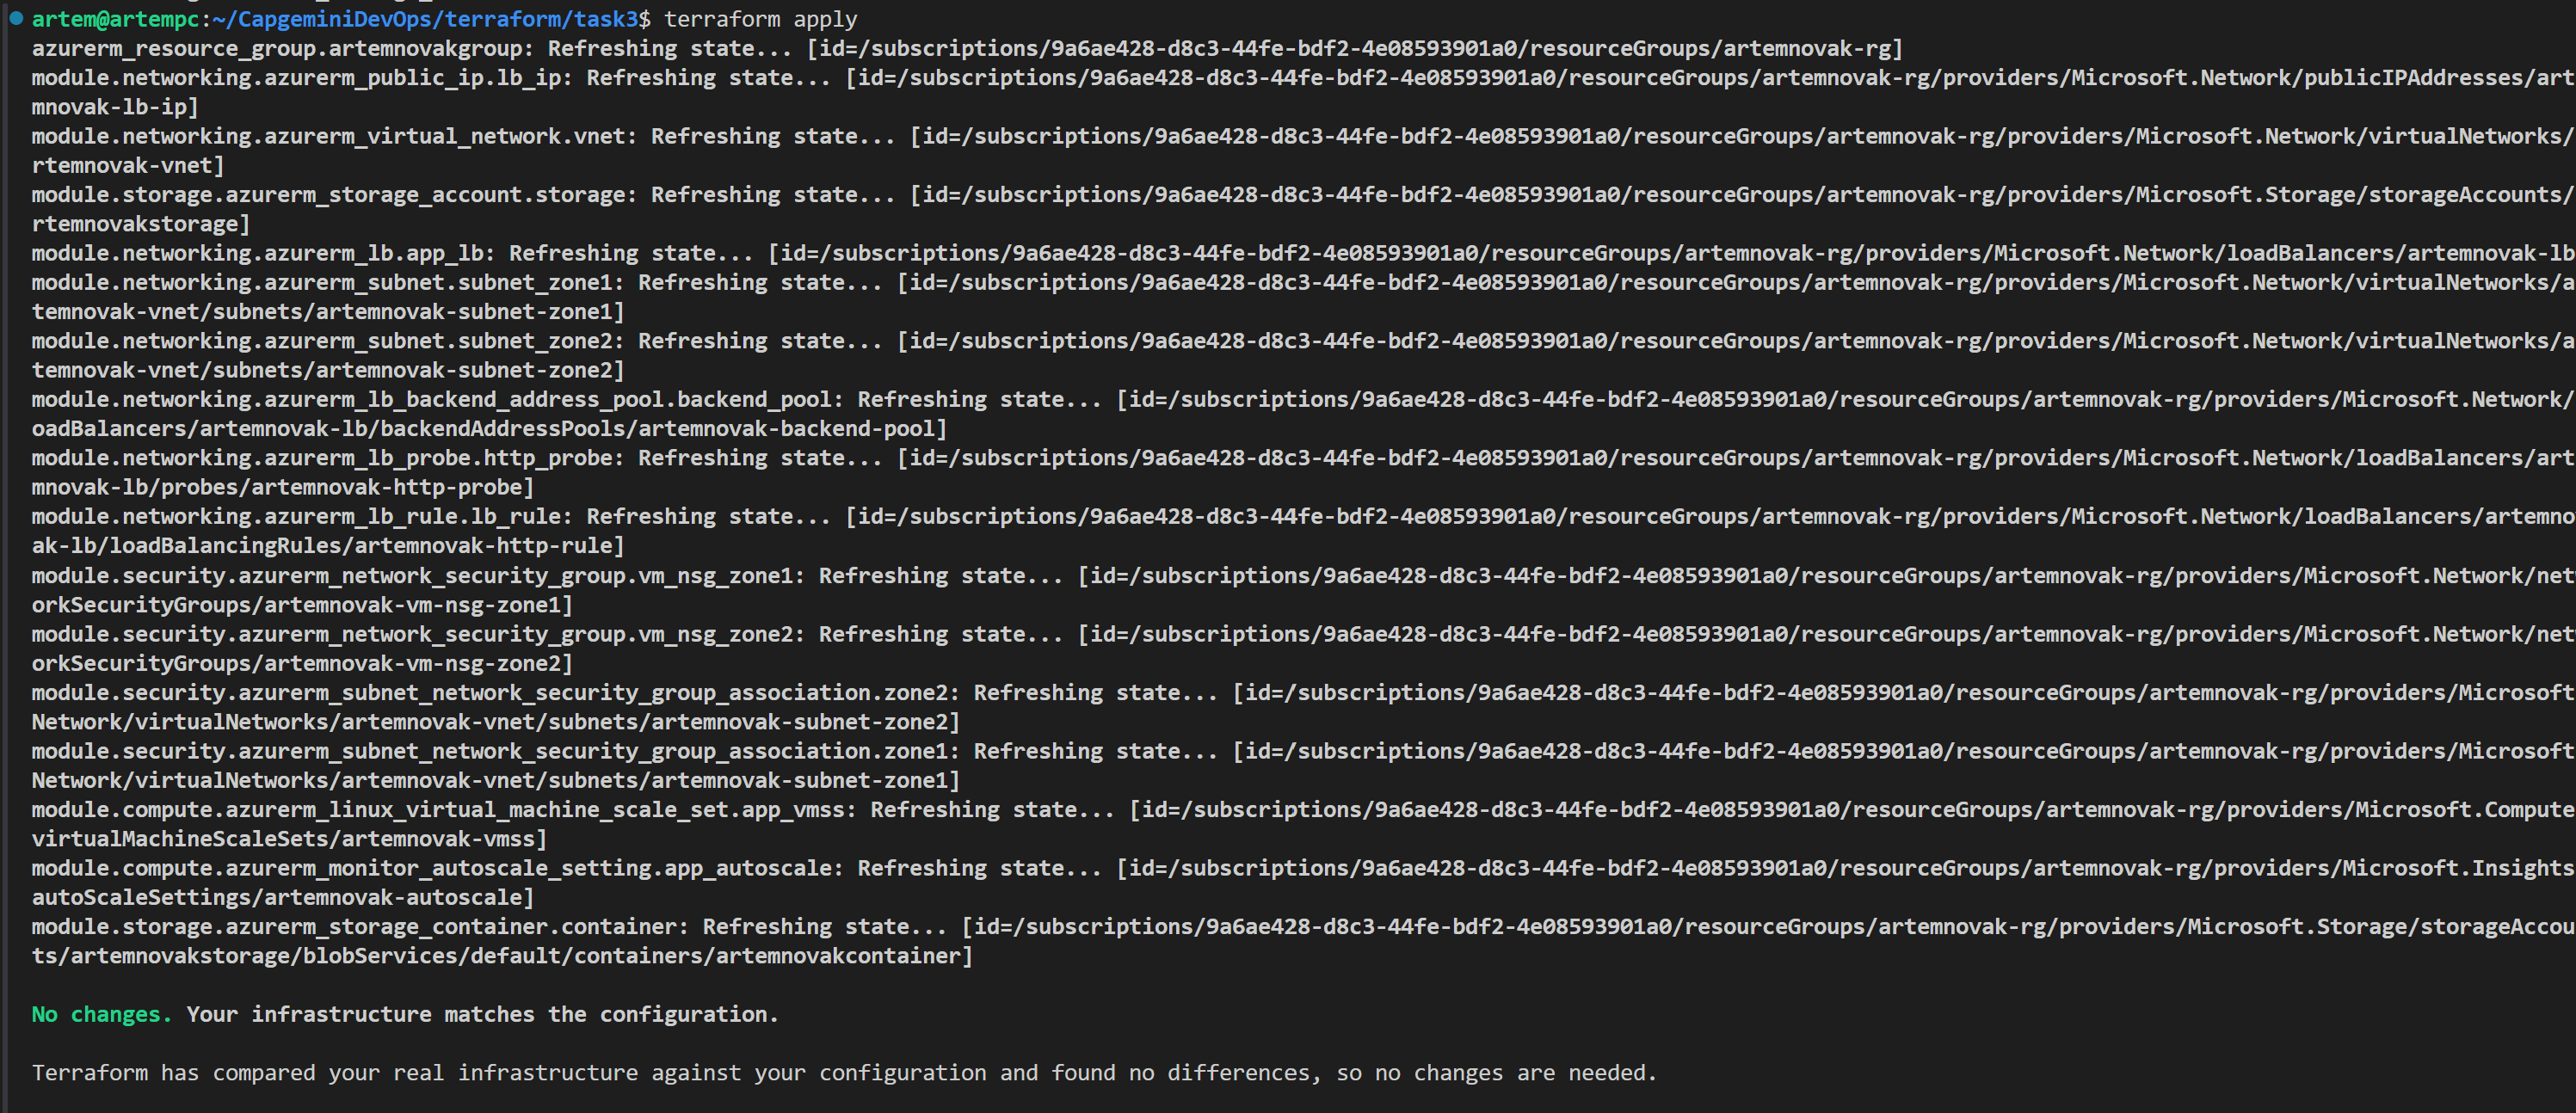 artem@artempc:~/CapgeminiDevOps/terraform/task3$ terraform apply
azurerm_resource_group.artemnovakgroup: Refreshing state... [id=/subscriptions/9a6ae428-d8c3-44fe-bdf2-4e08593901a0/resourceGroups/artemnovak-rg]
module.networking.azurerm_public_ip.lb_ip: Refreshing state... [id=/subscriptions/9a6ae428-d8c3-44fe-bdf2-4e08593901a0/resourceGroups/artemnovak-rg/providers/Microsoft.Network/publicIPAddresses/art
mnovak-lb-ip]
module.networking.azurerm_virtual_network.vnet: Refreshing state... [id=/subscriptions/9a6ae428-d8c3-44fe-bdf2-4e08593901a0/resourceGroups/artemnovak-rg/providers/Microsoft.Network/virtualNetworks/
rtemnovak-vnet]
module.storage.azurerm_storage_account.storage: Refreshing state... [id=/subscriptions/9a6ae428-d8c3-44fe-bdf2-4e08593901a0/resourceGroups/artemnovak-rg/providers/Microsoft.Storage/storageAccounts/
rtemnovakstorage]
module.networking.azurerm_lb.app_lb: Refreshing state... [id=/subscriptions/9a6ae428-d8c3-44fe-bdf2-4e08593901a0/resourceGroups/artemnovak-rg/providers/Microsoft.Network/loadBalancers/artemnovak-lb
module.networking.azurerm_subnet.subnet_zone1: Refreshing state... [id=/subscriptions/9a6ae428-d8c3-44fe-bdf2-4e08593901a0/resourceGroups/artemnovak-rg/providers/Microsoft.Network/virtualNetworks/a
temnovak-vnet/subnets/artemnovak-subnet-zone1]
module.networking.azurerm_subnet.subnet_zone2: Refreshing state... [id=/subscriptions/9a6ae428-d8c3-44fe-bdf2-4e08593901a0/resourceGroups/artemnovak-rg/providers/Microsoft.Network/virtualNetworks/a
temnovak-vnet/subnets/artemnovak-subnet-zone2]
module.networking.azurerm_lb_backend_address_pool.backend_pool: Refreshing state... [id=/subscriptions/9a6ae428-d8c3-44fe-bdf2-4e08593901a0/resourceGroups/artemnovak-rg/providers/Microsoft.Network/
oadBalancers/artemnovak-lb/backendAddressPools/artemnovak-backend-pool]
module.networking.azurerm_lb_probe.http_probe: Refreshing state... [id=/subscriptions/9a6ae428-d8c3-44fe-bdf2-4e08593901a0/resourceGroups/artemnovak-rg/providers/Microsoft.Network/loadBalancers/art
mnovak-lb/probes/artemnovak-http-probe]
module.networking.azurerm_lb_rule.lb_rule: Refreshing state... [id=/subscriptions/9a6ae428-d8c3-44fe-bdf2-4e08593901a0/resourceGroups/artemnovak-rg/providers/Microsoft.Network/loadBalancers/artemno
ak-lb/loadBalancingRules/artemnovak-http-rule]
module.security.azurerm_network_security_group.vm_nsg_zone1: Refreshing state... [id=/subscriptions/9a6ae428-d8c3-44fe-bdf2-4e08593901a0/resourceGroups/artemnovak-rg/providers/Microsoft.Network/net
orkSecurityGroups/artemnovak-vm-nsg-zone1]
module.security.azurerm_network_security_group.vm_nsg_zone2: Refreshing state... [id=/subscriptions/9a6ae428-d8c3-44fe-bdf2-4e08593901a0/resourceGroups/artemnovak-rg/providers/Microsoft.Network/net
orkSecurityGroups/artemnovak-vm-nsg-zone2]
module.security.azurerm_subnet_network_security_group_association.zone2: Refreshing state... [id=/subscriptions/9a6ae428-d8c3-44fe-bdf2-4e08593901a0/resourceGroups/artemnovak-rg/providers/Microsoft
Network/virtualNetworks/artemnovak-vnet/subnets/artemnovak-subnet-zone2]
module.security.azurerm_subnet_network_security_group_association.zone1: Refreshing state... [id=/subscriptions/9a6ae428-d8c3-44fe-bdf2-4e08593901a0/resourceGroups/artemnovak-rg/providers/Microsoft
Network/virtualNetworks/artemnovak-vnet/subnets/artemnovak-subnet-zone1]
module.compute.azurerm_linux_virtual_machine_scale_set.app_vmss: Refreshing state... [id=/subscriptions/9a6ae428-d8c3-44fe-bdf2-4e08593901a0/resourceGroups/artemnovak-rg/providers/Microsoft.Compute
virtualMachineScaleSets/artemnovak-vmss]
module.compute.azurerm_monitor_autoscale_setting.app_autoscale: Refreshing state... [id=/subscriptions/9a6ae428-d8c3-44fe-bdf2-4e08593901a0/resourceGroups/artemnovak-rg/providers/Microsoft.Insights
autoScaleSettings/artemnovak-autoscale]
module.storage.azurerm_storage_container.container: Refreshing state... [id=/subscriptions/9a6ae428-d8c3-44fe-bdf2-4e08593901a0/resourceGroups/artemnovak-rg/providers/Microsoft.Storage/storageAccou
ts/artemnovakstorage/blobServices/default/containers/artemnovakcontainer]
No changes. Your infrastructure matches the configuration.
Terraform has compared your real infrastructure against your configuration and found no differences, so no changes are needed.